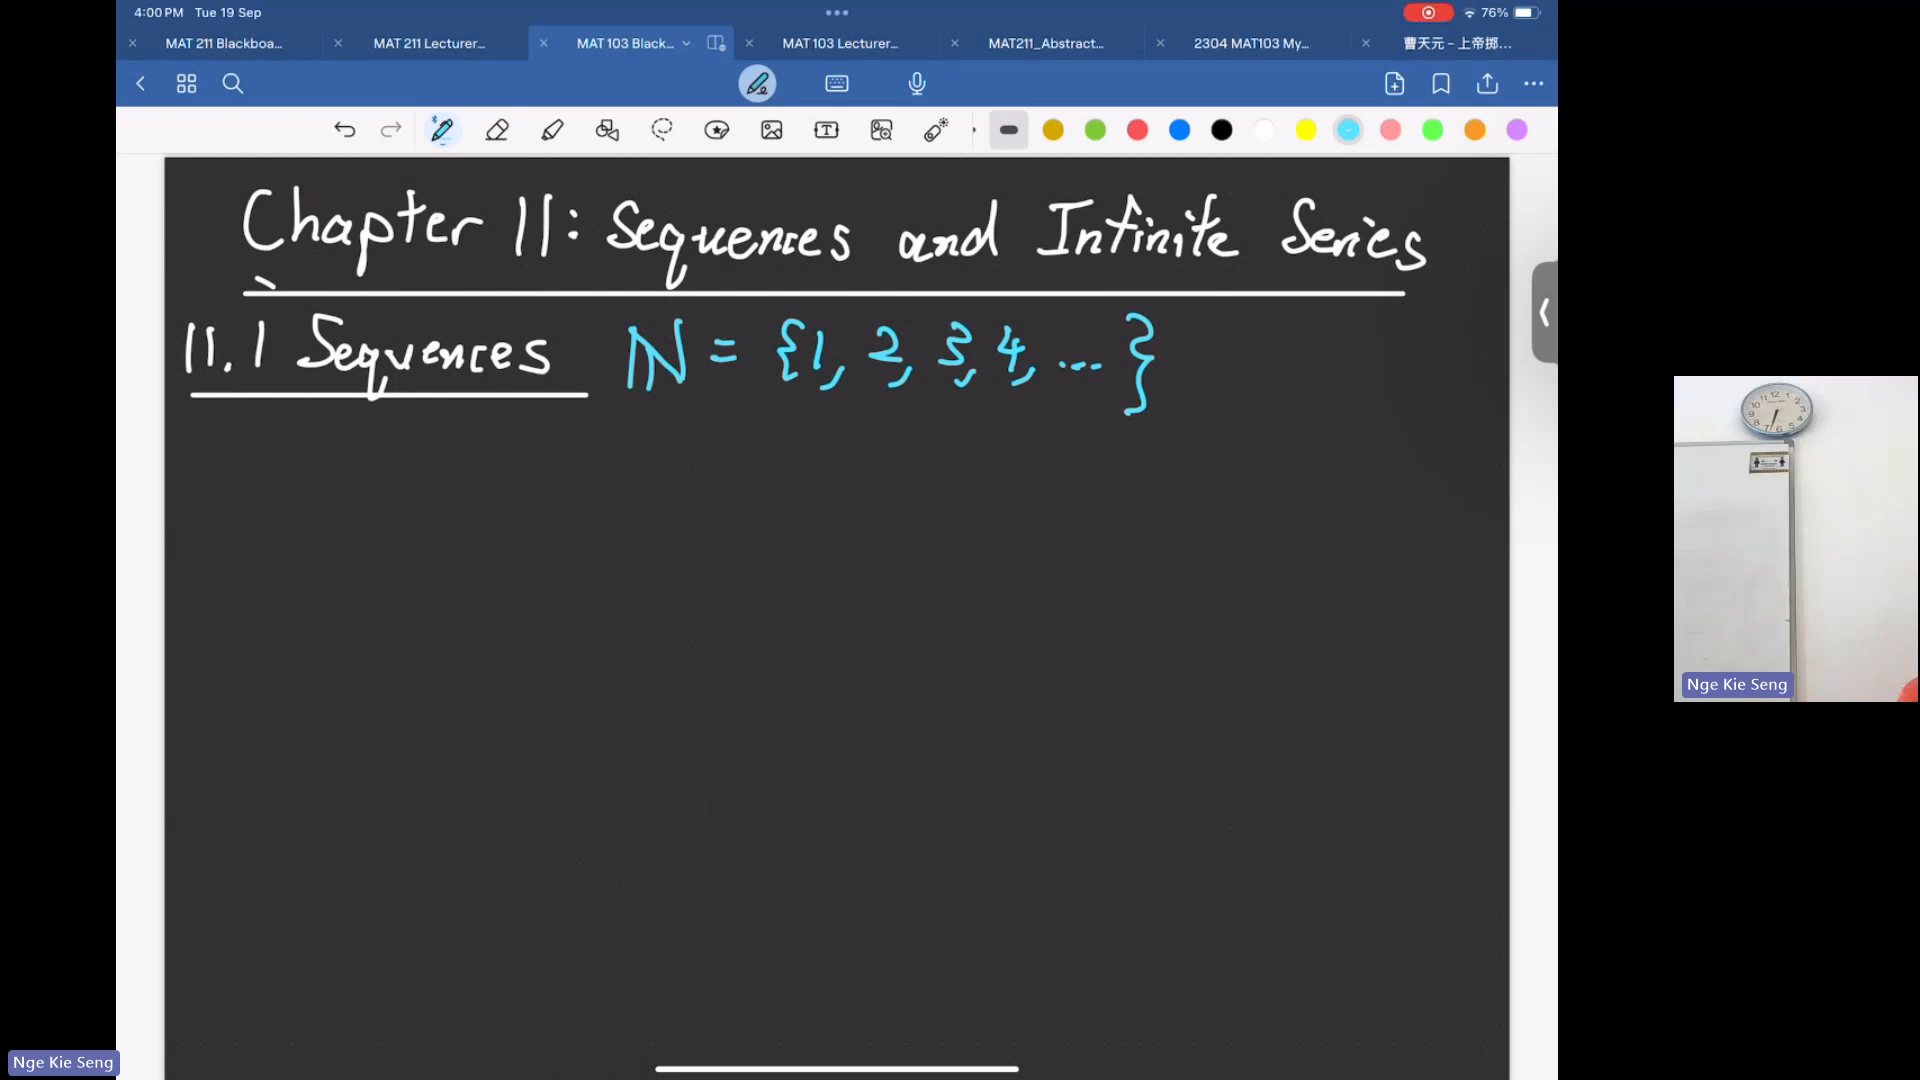 4:00 PM Tue 19 Sep
76%
MAT 211 Blackboa...
MAT 211 Lecturer...
MAT 103 Black...
MAT 103 Lecturer...
MAT211_Abstract...
2304 MAT103 My...
曹天元 - 上帝掷...
Chapter 11: Sequences and Infinite Series
11.1 Sequences ℕ = {1, 2, 3, 4, ... }
Nge Kie Seng
Nge Kie Seng